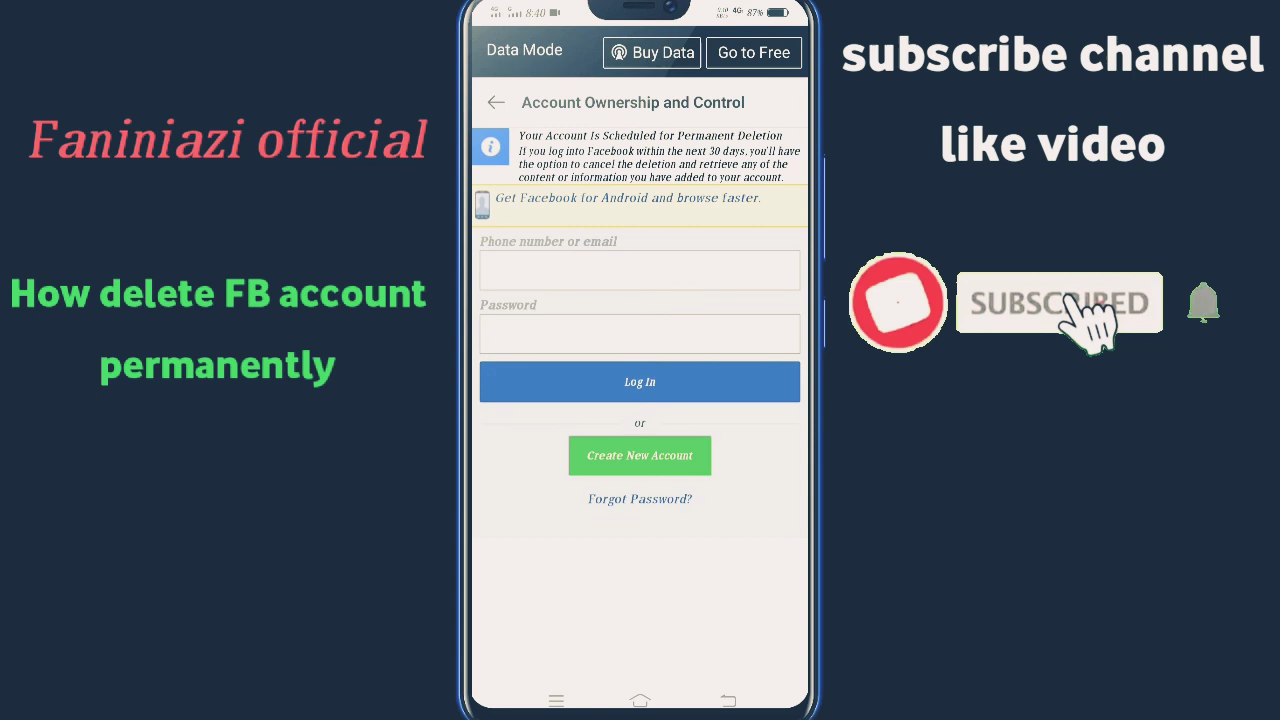 Faniniazi official
How delete FB account
permanently
8:40
4G
87%
Data Mode
Buy Data
Go to Free
Account Ownership and Control
Your Account Is Scheduled for Permanent Deletion
If you log into Facebook within the next 30 days, you'll have
the option to cancel the deletion and retrieve any of the
content or information you have added to your account.
Get Facebook for Android and browse faster.
Phone number or email
Password
Log In
or
Create New Account
Forgot Password?
subscribe channel
like video
SUBSCRIBED